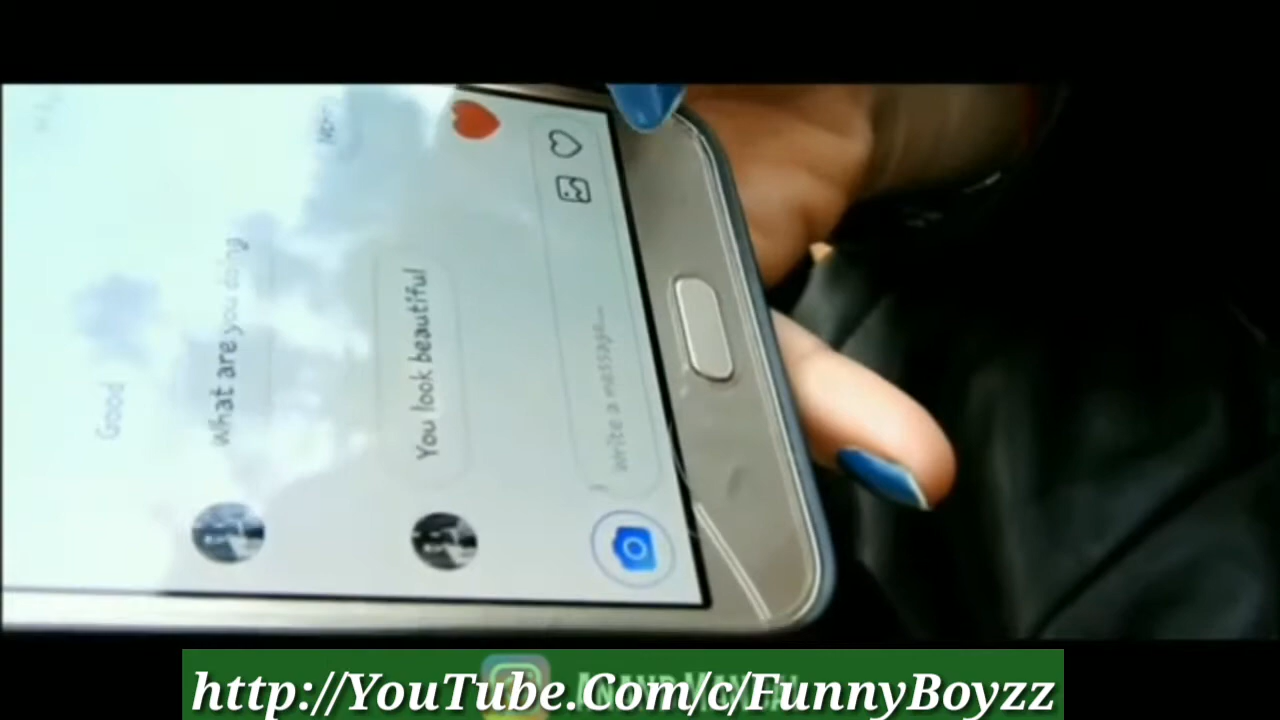 Good
what are you doing
You look beautiful
Write a message...
http://YouTube.Com/c/FunnyBoyzz